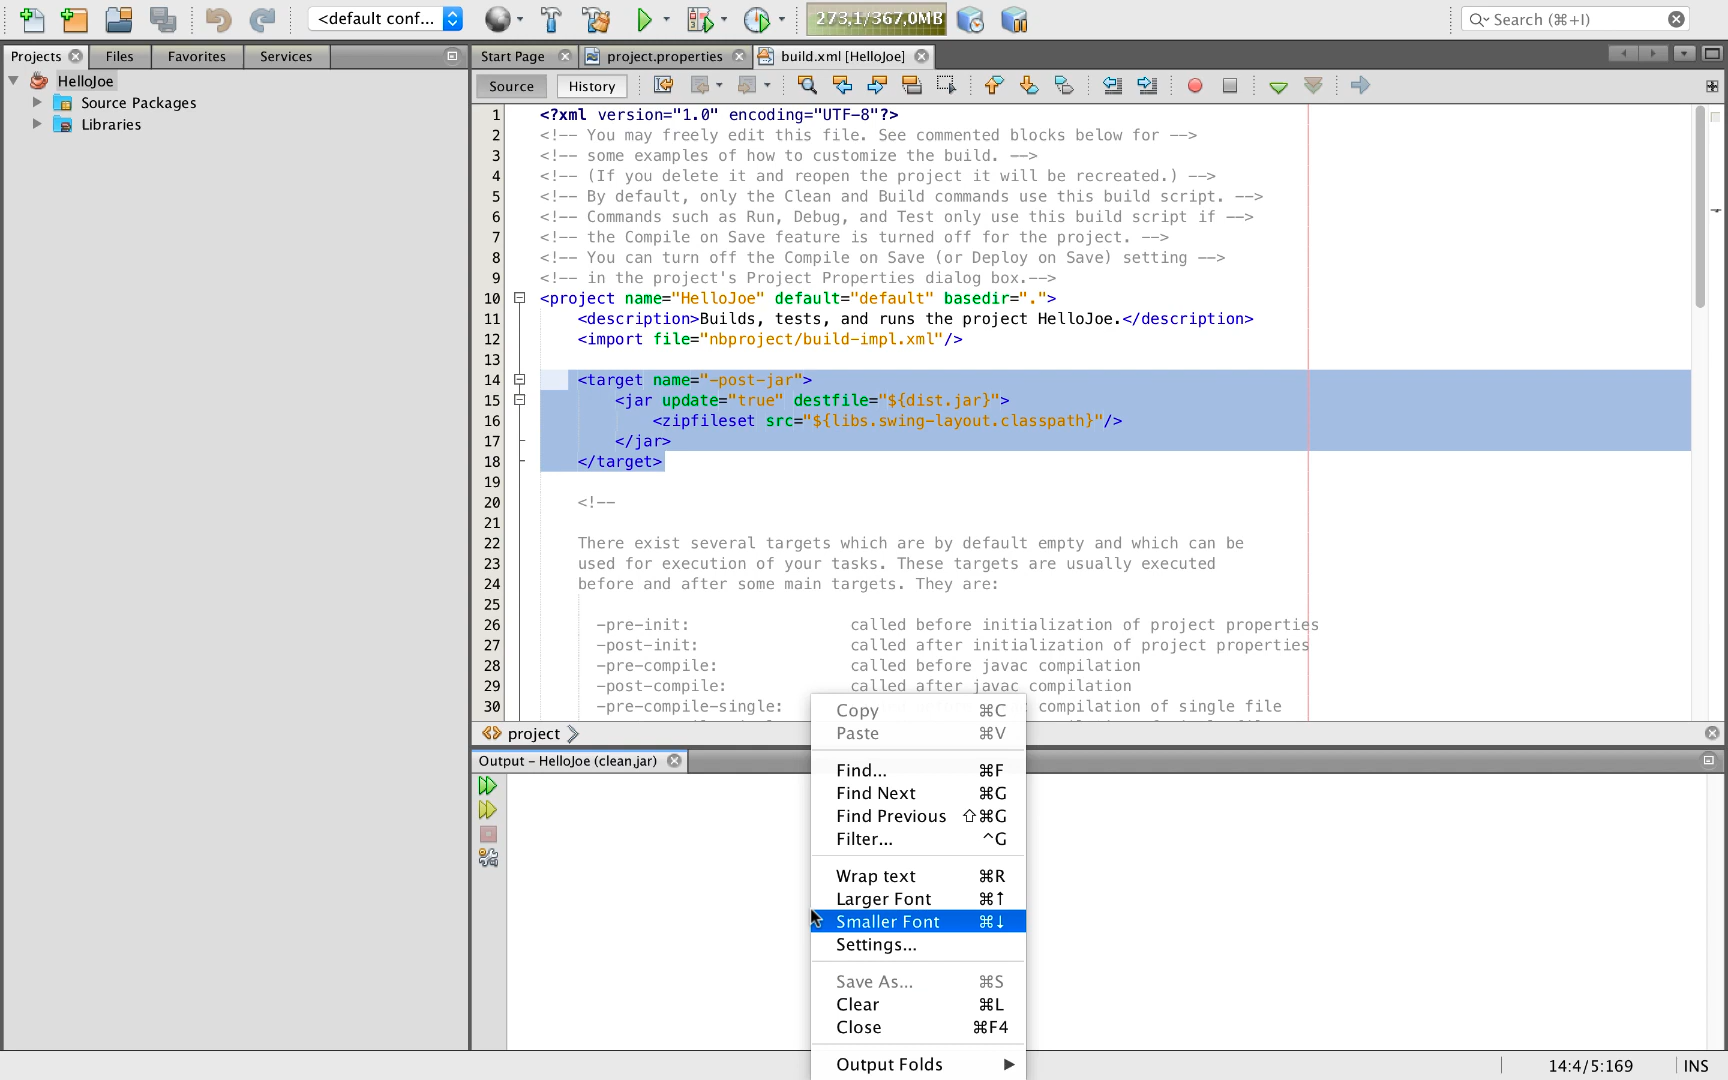 <default conf...
273,1/367,0MB
Search (⌘+I)
Projects
Files
Favorites
Services
Start Page
project.properties
build.xml [HelloJoe]
HelloJoe
Source Packages
Libraries
Source
History
1 <?xml version="1.0" encoding="UTF-8"?>
2 <!-- You may freely edit this file. See commented blocks below for -->
3 <!-- some examples of how to customize the build. -->
4 <!-- (If you delete it and reopen the project it will be recreated.) -->
5 <!-- By default, only the Clean and Build commands use this build script. -->
6 <!-- Commands such as Run, Debug, and Test only use this build script if -->
7 <!-- the Compile on Save feature is turned off for the project. -->
8 <!-- You can turn off the Compile on Save (or Deploy on Save) setting -->
9 <!-- in the project's Project Properties dialog box.-->
10 <project name="HelloJoe" default="default" basedir=".">
11 <description>Builds, tests, and runs the project HelloJoe.</description>
12 <import file="nbproject/build-impl.xml"/>
13
14 <target name="-post-jar">
15 <jar update="true" destfile="${dist.jar}">
16 <zipfileset src="${libs.swing-layout.classpath}"/>
17 </jar>
18 </target>
19
20 <!--
21
22 There exist several targets which are by default empty and which can be
23 used for execution of your tasks. These targets are usually executed
24 before and after some main targets. They are:
25
26 -pre-init: called before initialization of project properties
27 -post-init: called after initialization of project properties
28 -pre-compile: called before javac compilation
29 -post-compile: called after javac compilation
30 -pre-compile-single: compilation of single file
project
Output - HelloJoe (clean,jar)
Copy ⌘C
Paste ⌘V
Find... ⌘F
Find Next ⌘G
Find Previous ⇧⌘G
Filter... ^G
Wrap text ⌘R
Larger Font ⌘↑
Smaller Font ⌘↓
Settings...
Save As... ⌘S
Clear ⌘L
Close ⌘F4
Output Folds
14:4/5:169
INS